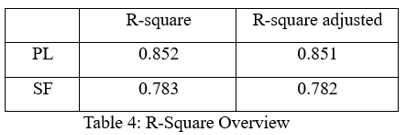 R-square R-square adjusted
PL 0.852 0.851
SF 0.783 0.782
Table 4: R-Square Overview